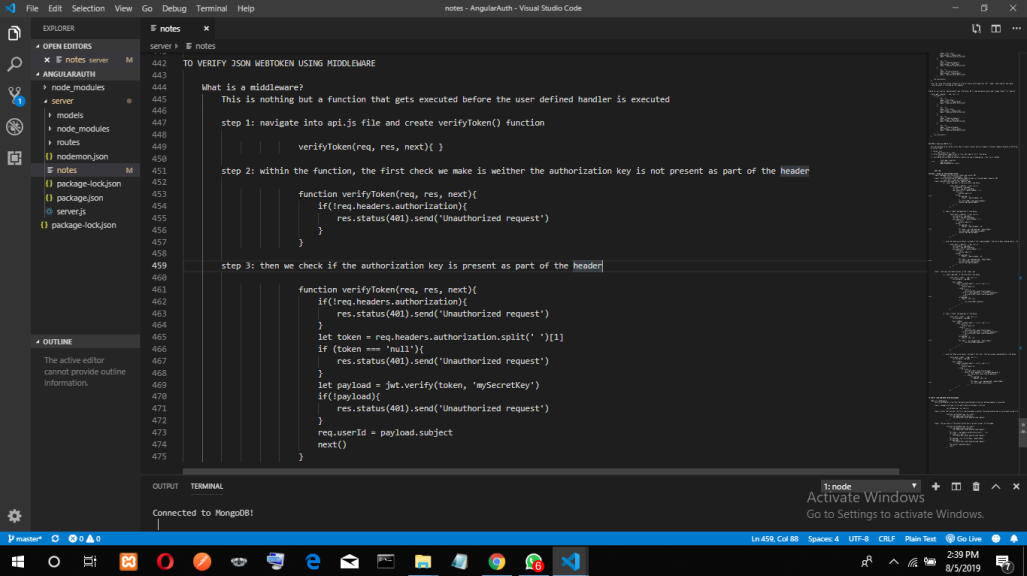 File Edit Selection View Go Debug Terminal Help
notes - AngularAuth - Visual Studio Code
EXPLORER
OPEN EDITORS
notes server M
ANGULARAUTH
node_modules
server
models
node_modules
routes
nodemon.json
notes M
package-lock.json
package.json
server.js
package-lock.json
OUTLINE
The active editor
cannot provide outline
information.
1
notes
server notes
442 TO VERIFY JSON WEBTOKEN USING MIDDLEWARE
443
444 What is a middleware?
445 This is nothing but a function that gets executed before the user defined handler is executed
446
447 step 1: navigate into api.js file and create verifyToken() function
448
449 verifyToken(req, res, next){ }
450
451 step 2: within the function, the first check we make is weither the authorization key is not present as part of the header
452
453 function verifyToken(req, res, next){
454 if(!req.headers.authorization){
455 res.status(401).send('Unauthorized request')
456 }
457 }
458
459 step 3: then we check if the authorization key is present as part of the header
460
461 function verifyToken(req, res, next){
462 if(!req.headers.authorization){
463 res.status(401).send('Unauthorized request')
464 }
465 let token = req.headers.authorization.split(' ')[1]
466 if (token === 'null'){
467 res.status(401).send('Unauthorized request')
468 }
469 let payload = jwt.verify(token, 'mySecretKey')
470 if(!payload){
471 res.status(401).send('Unauthorized request')
472 }
473 req.userId = payload.subject
474 next()
475 }
OUTPUT TERMINAL
1: node
Connected to MongoDB!
Activate Windows
Go to Settings to activate Windows.
master* 0 0
Ln 459, Col 88 Spaces: 4 UTF-8 CRLF Plain Text Go Live
6
2:39 PM
8/5/2019
7